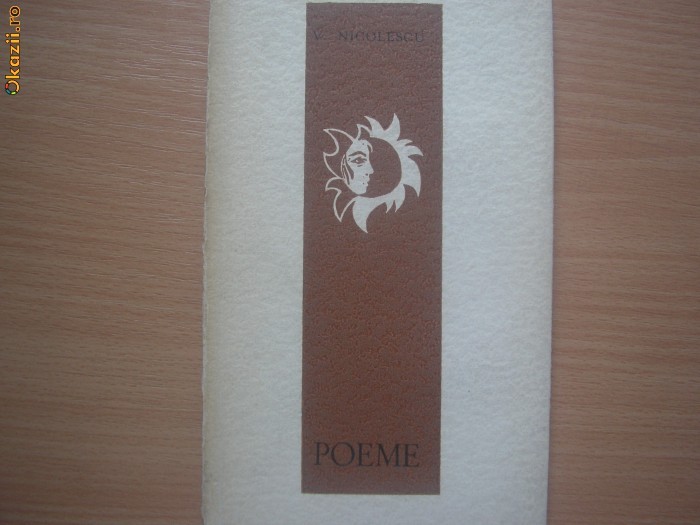 Okazii.ro
V. NICOLESCU
POEME